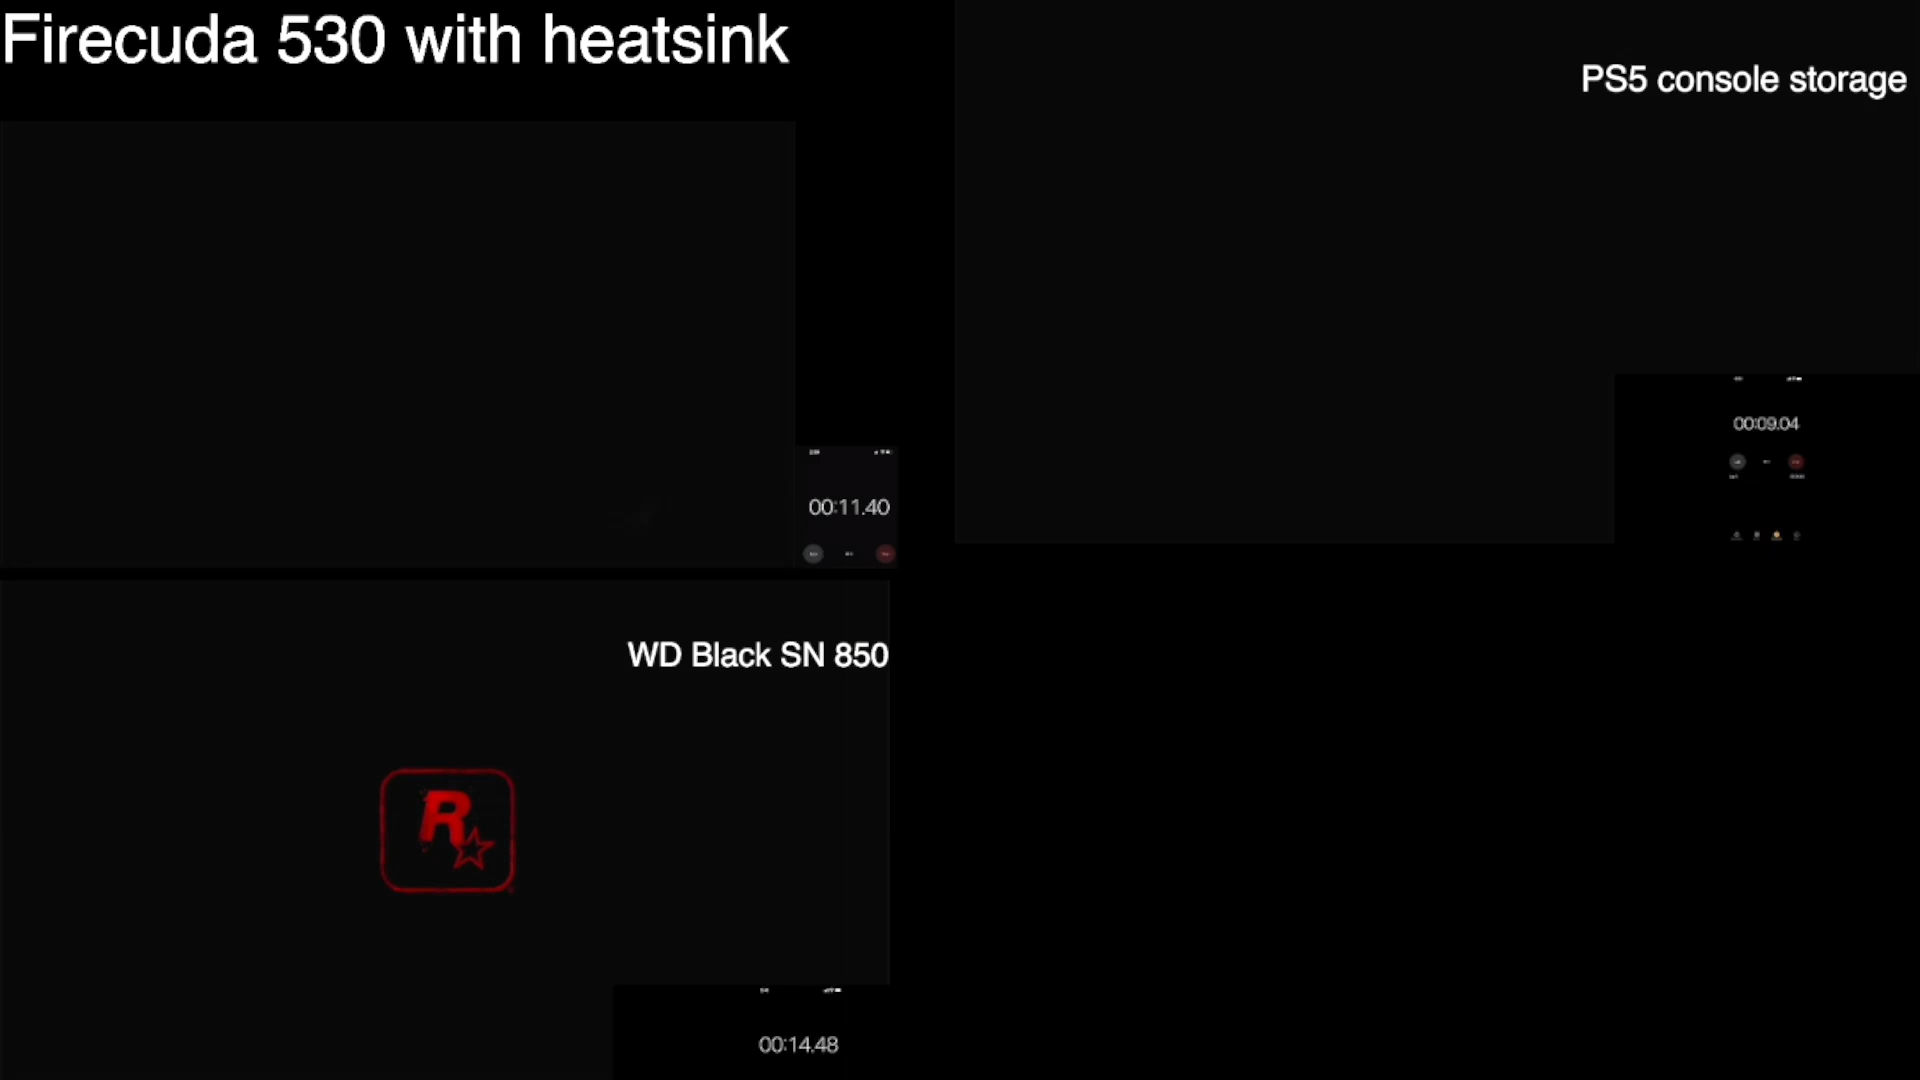 Firecuda 530 with heatsink
PS5 console storage
00:09.04
00:11.40
WD Black SN 850
R
00:14.48